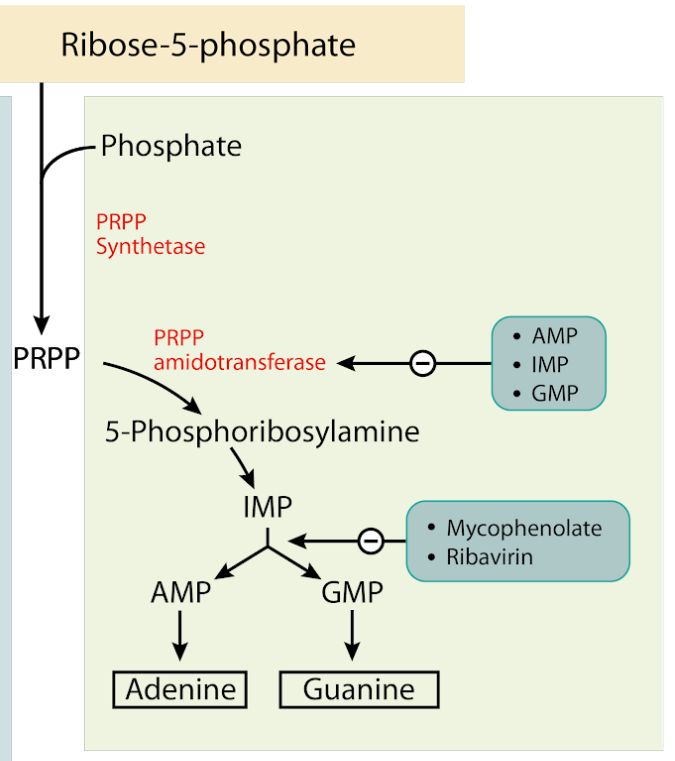 Ribose-5-phosphate
Phosphate
PRPP
Synthetase
PRPP
PRPP
amidotransferase
• AMP
• IMP
• GMP
5-Phosphoribosylamine
IMP
• Mycophenolate
• Ribavirin
AMP
GMP
Adenine
Guanine